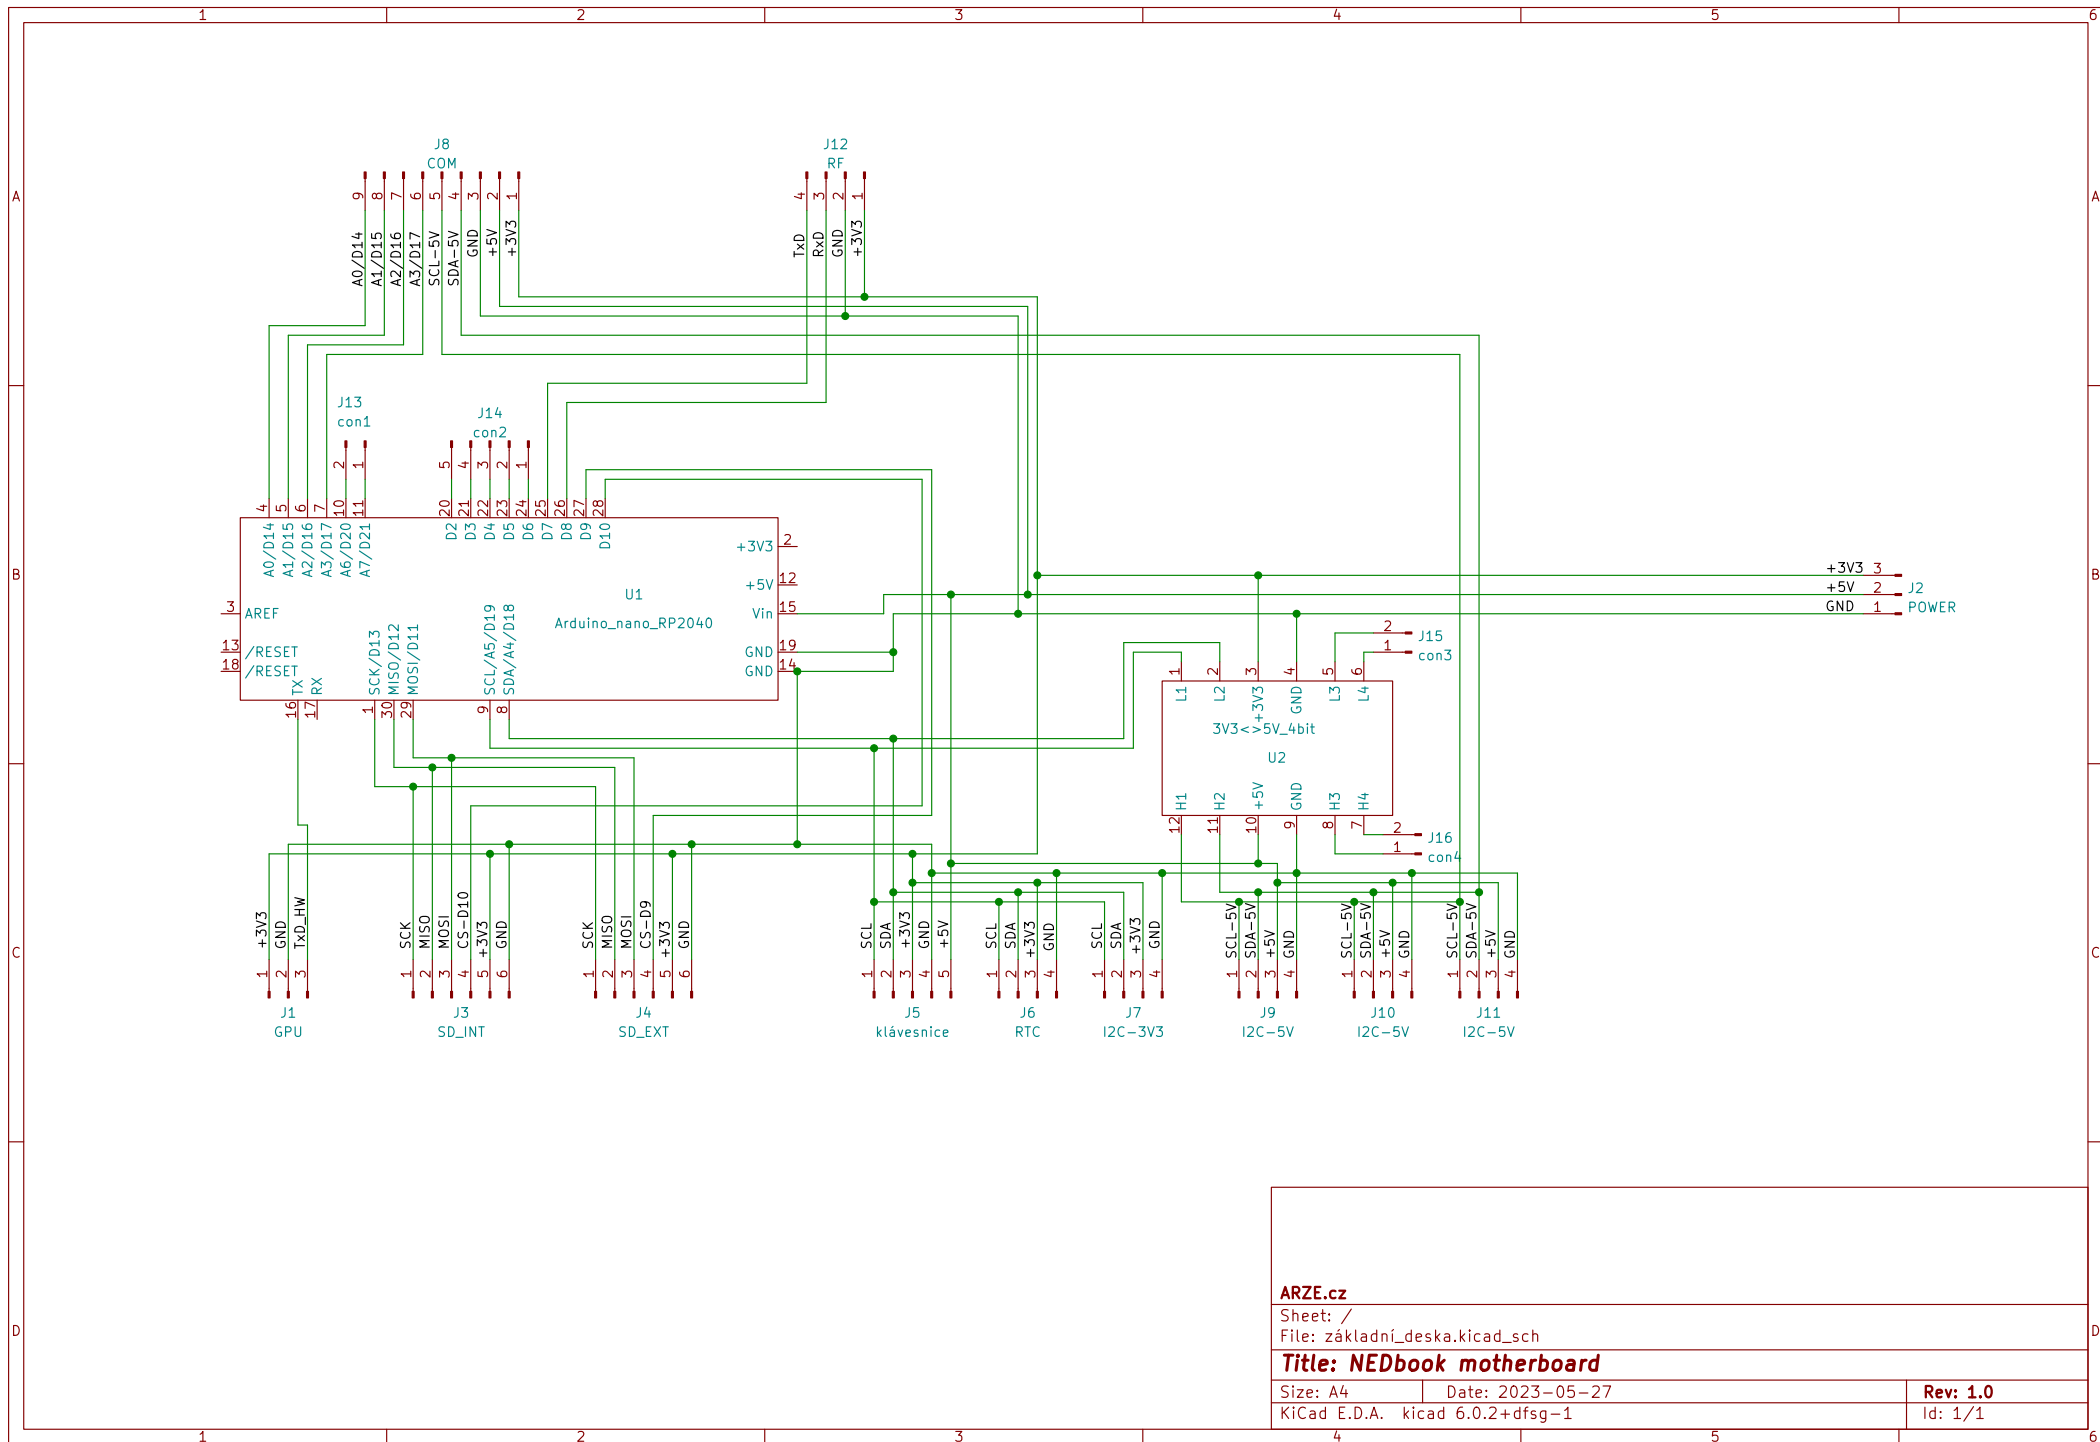 1 2 3 4 5 6
J8
COM
9 8 7 6 5 4 3 2 1
A0/D14
A1/D15
A2/D16
A3/D17
SCL-5V
SDA-5V
GND
+5V
+3V3
J12
RF
4 3 2 1
TxD
RxD
GND
+3V3
A A
J13
con1
2 1
J14
con2
5 4 3 2 1
4 5 6 7 10 11 20 21 22 23 24 25 26 27 28
A0/D14
A1/D15
A2/D16
A3/D17
A6/D20
A7/D21
D2
D3
D4
D5
D6
D7
D8
D9
D10
+3V3 2
+5V 12
Vin 15
GND 19
GND 14
U1
Arduino_nano_RP2040
3 AREF
13 /RESET
18 /RESET
TX
RX
SCK/D13
MISO/D12
MOSI/D11
SCL/A5/D19
SDA/A4/D18
16 17 1 30 29 9 8
B B
+3V3 3
+5V 2
GND 1
J2
POWER
2
1
J15
con3
1 2 3 4 5 6
L1
L2
+3V3
GND
L3
L4
3V3<>5V_4bit
U2
H1
H2
+5V
GND
H3
H4
12 11 10 9 8 7
2
1
J16
con4
C C
+3V3
GND
TxD_HW
1 2 3
J1
GPU
SCK
MISO
MOSI
CS-D10
+3V3
GND
1 2 3 4 5 6
J3
SD_INT
SCK
MISO
MOSI
CS-D9
+3V3
GND
1 2 3 4 5 6
J4
SD_EXT
SCL
SDA
+3V3
GND
+5V
1 2 3 4 5
J5
klávesnice
SCL
SDA
+3V3
GND
1 2 3 4
J6
RTC
SCL
SDA
+3V3
GND
1 2 3 4
J7
I2C-3V3
SCL-5V
SDA-5V
+5V
GND
1 2 3 4
J9
I2C-5V
SCL-5V
SDA-5V
+5V
GND
1 2 3 4
J10
I2C-5V
SCL-5V
SDA-5V
+5V
GND
1 2 3 4
J11
I2C-5V
D D
ARZE.cz
Sheet: /
File: základní_deska.kicad_sch
Title: NEDbook motherboard
Size: A4 Date: 2023-05-27 Rev: 1.0
KiCad E.D.A. kicad 6.0.2+dfsg-1 Id: 1/1
1 2 3 4 5 6